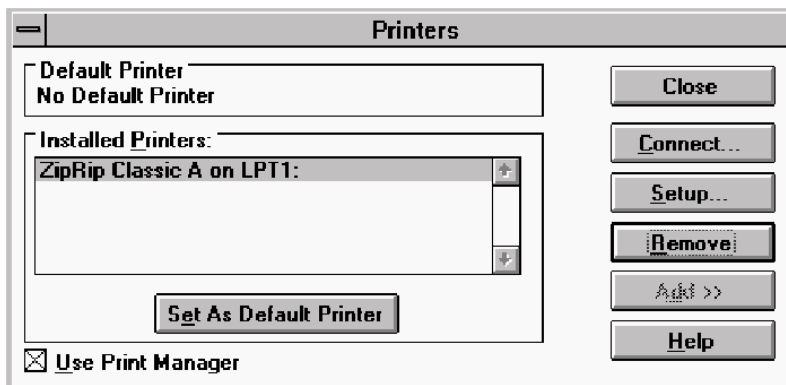 Printers
Default Printer
No Default Printer
Installed Printers:
ZipRip Classic A on LPT1:
Set As Default Printer
Use Print Manager
Close
Connect...
Setup...
Remove
Add >>
Help